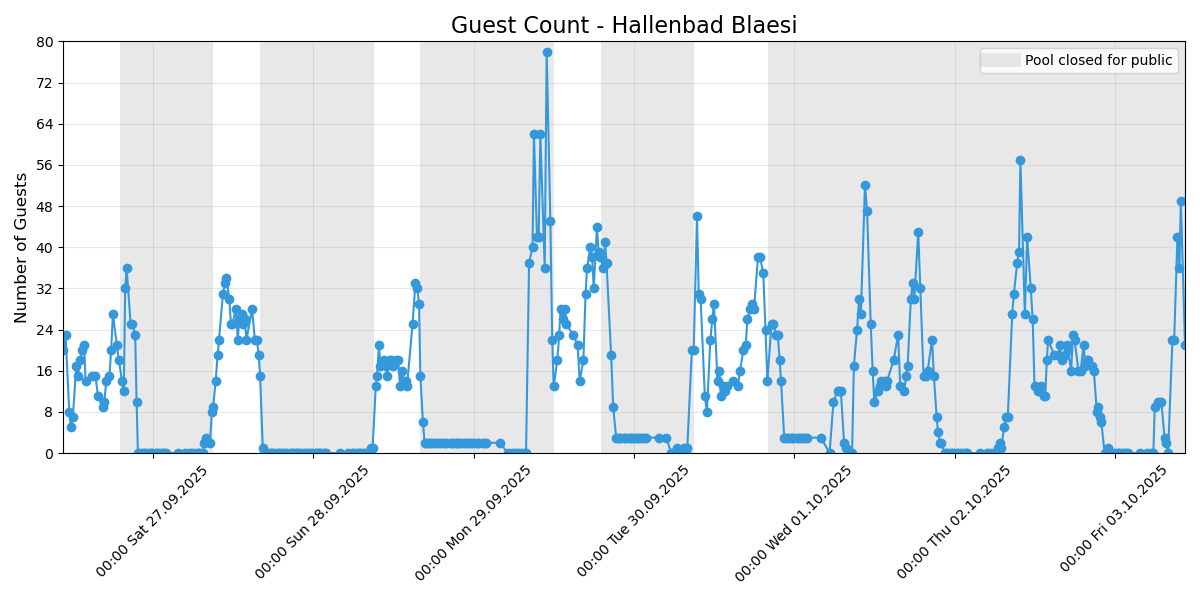 Guest Count - Hallenbad Blaesi
Pool closed for public
Number of Guests
80
72
64
56
48
40
32
24
16
8
0
00:00 Sat 27.09.2025
00:00 Sun 28.09.2025
00:00 Mon 29.09.2025
00:00 Tue 30.09.2025
00:00 Wed 01.10.2025
00:00 Thu 02.10.2025
00:00 Fri 03.10.2025